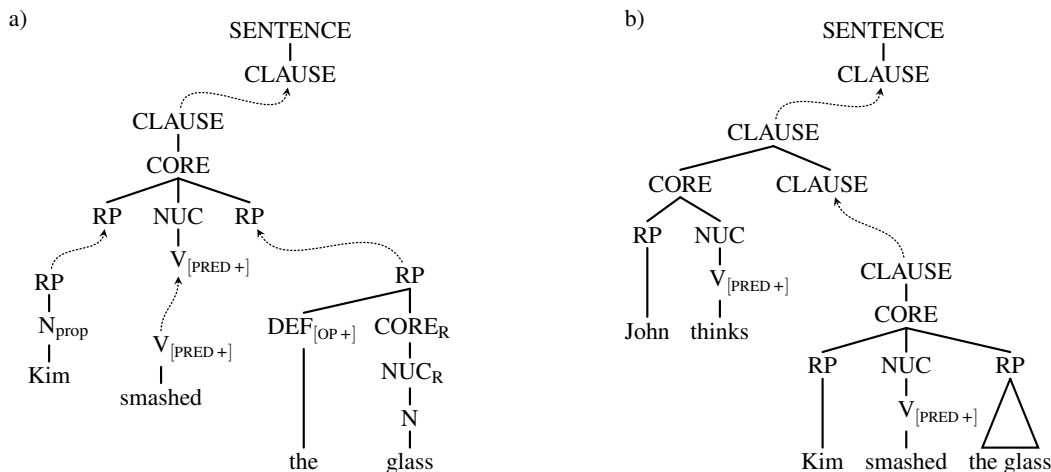 a)
SENTENCE
CLAUSE
CLAUSE
CORE
RP NUC RP
V[PRED +]
RP RP
Nprop V[PRED +] DEF[OP +] CORER
Kim smashed NUCR
N
the glass
b)
SENTENCE
CLAUSE
CLAUSE
CORE CLAUSE
RP NUC
V[PRED +] CLAUSE
John thinks CORE
RP NUC RP
V[PRED +]
Kim smashed the glass